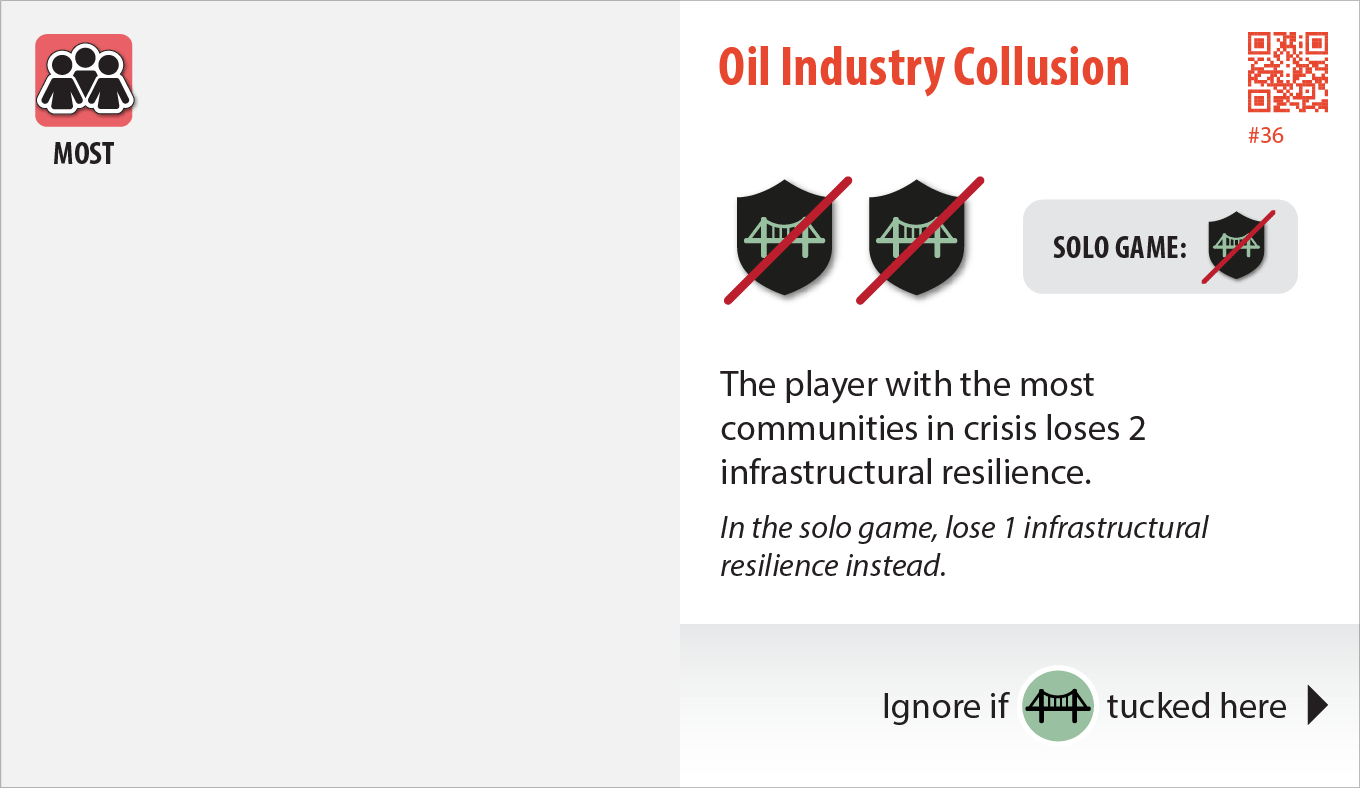 MOST
Oil Industry Collusion
#36
SOLO GAME:
The player with the most
communities in crisis loses 2
infrastructural resilience.
In the solo game, lose 1 infrastructural
resilience instead.
Ignore if tucked here